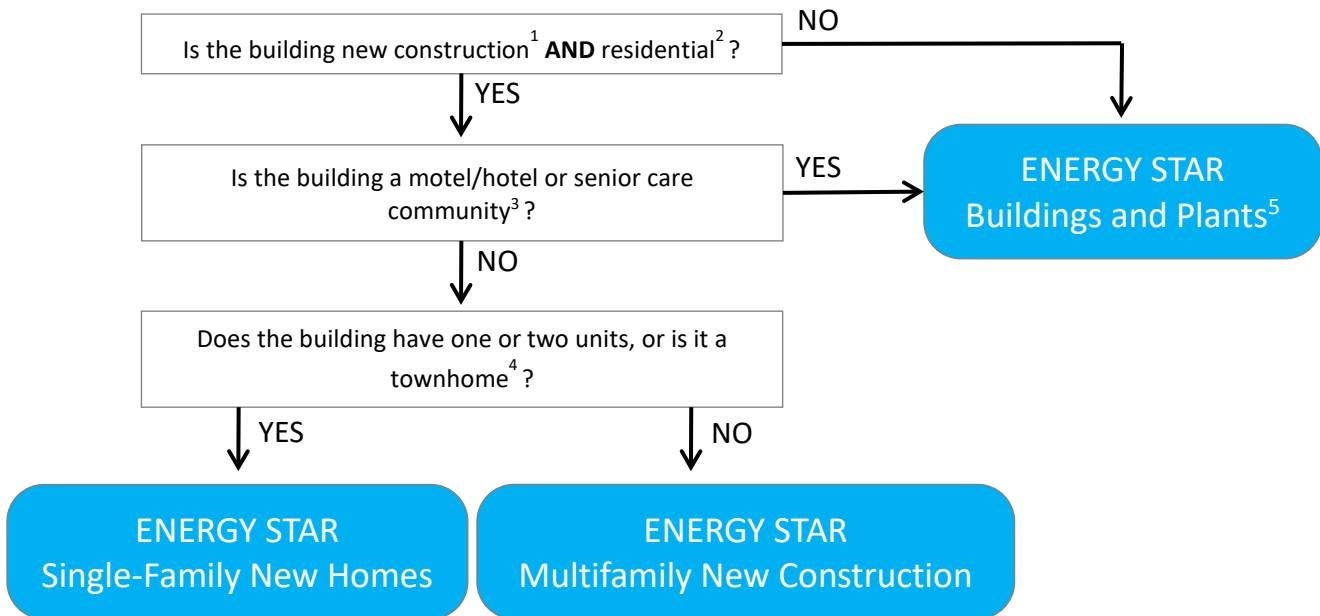 NO
Is the building new construction¹ AND residential² ?
YES
Is the building a motel/hotel or senior care
community³ ?
YES
ENERGY STAR
Buildings and Plants⁵
NO
Does the building have one or two units, or is it a
townhome⁴ ?
YES
NO
ENERGY STAR
Single-Family New Homes
ENERGY STAR
Multifamily New Construction